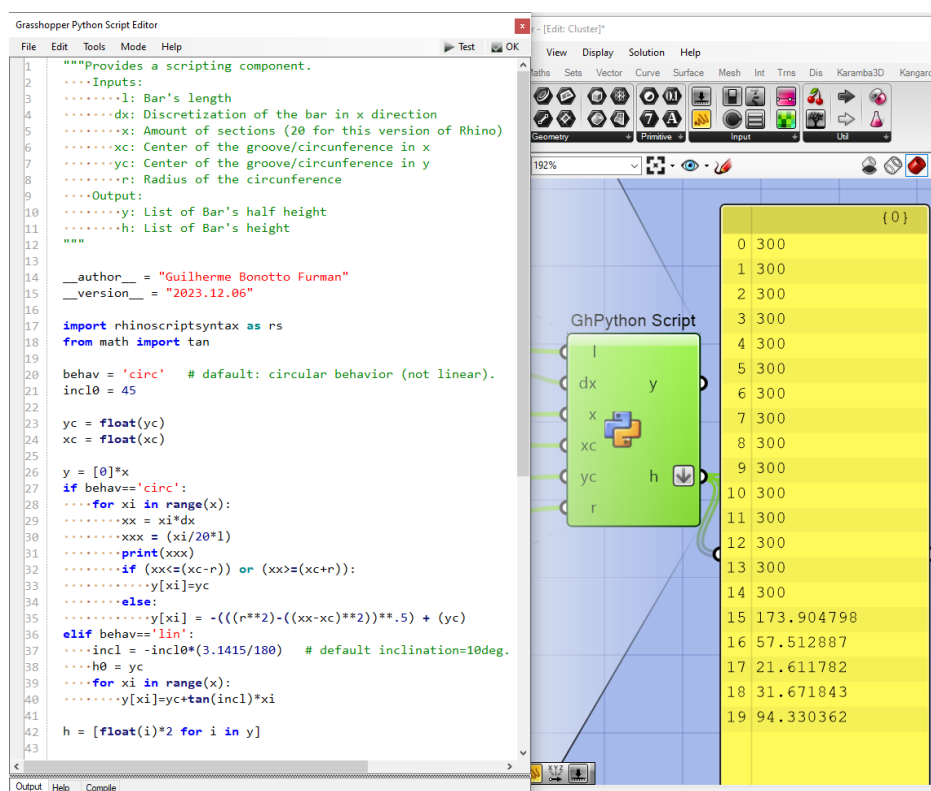 Grasshopper Python Script Editor
x
File Edit Tools Mode Help Test OK
1 """Provides a scripting component.
2 ····Inputs:
3 ········l: Bar's length
4 ········dx: Discretization of the bar in x direction
5 ········x: Amount of sections (20 for this version of Rhino)
6 ········xc: Center of the groove/circunference in x
7 ········yc: Center of the groove/circunference in y
8 ········r: Radius of the circunference
9 ····Output:
10 ········y: List of Bar's half height
11 ········h: List of Bar's height
12 """
13
14 __author__ = "Guilherme Bonotto Furman"
15 __version__ = "2023.12.06"
16
17 import rhinoscriptsyntax as rs
18 from math import tan
19
20 behav = 'circ'   # dafault: circular behavior (not linear).
21 incl0 = 45
22
23 yc = float(yc)
24 xc = float(xc)
25
26 y = [0]*x
27 if behav=='circ':
28 ····for xi in range(x):
29 ········xx = xi*dx
30 ········xxx = (xi/20*l)
31 ········print(xxx)
32 ········if (xx<=(xc-r)) or (xx>=(xc+r)):
33 ············y[xi]=yc
34 ········else:
35 ············y[xi] = -(((r**2)-((xx-xc)**2))**.5) + (yc)
36 elif behav=='lin':
37 ····incl = -incl0*(3.1415/180)   # default inclination=10deg.
38 ····h0 = yc
39 ····for xi in range(x):
40 ········y[xi]=yc+tan(incl)*xi
41
42 h = [float(i)*2 for i in y]
43
Output Help Compile
r - [Edit: Cluster]*
View Display Solution Help
Maths Sets Vector Curve Surface Mesh Int Trns Dis Karamba3D Kangaro
Geometry Primitive Input Util
192%
GhPython Script
l
dx y
x
xc
yc h
r
{0}
0 300
1 300
2 300
3 300
4 300
5 300
6 300
7 300
8 300
9 300
10 300
11 300
12 300
13 300
14 300
15 173.904798
16 57.512887
17 21.611782
18 31.671843
19 94.330362
XYZ